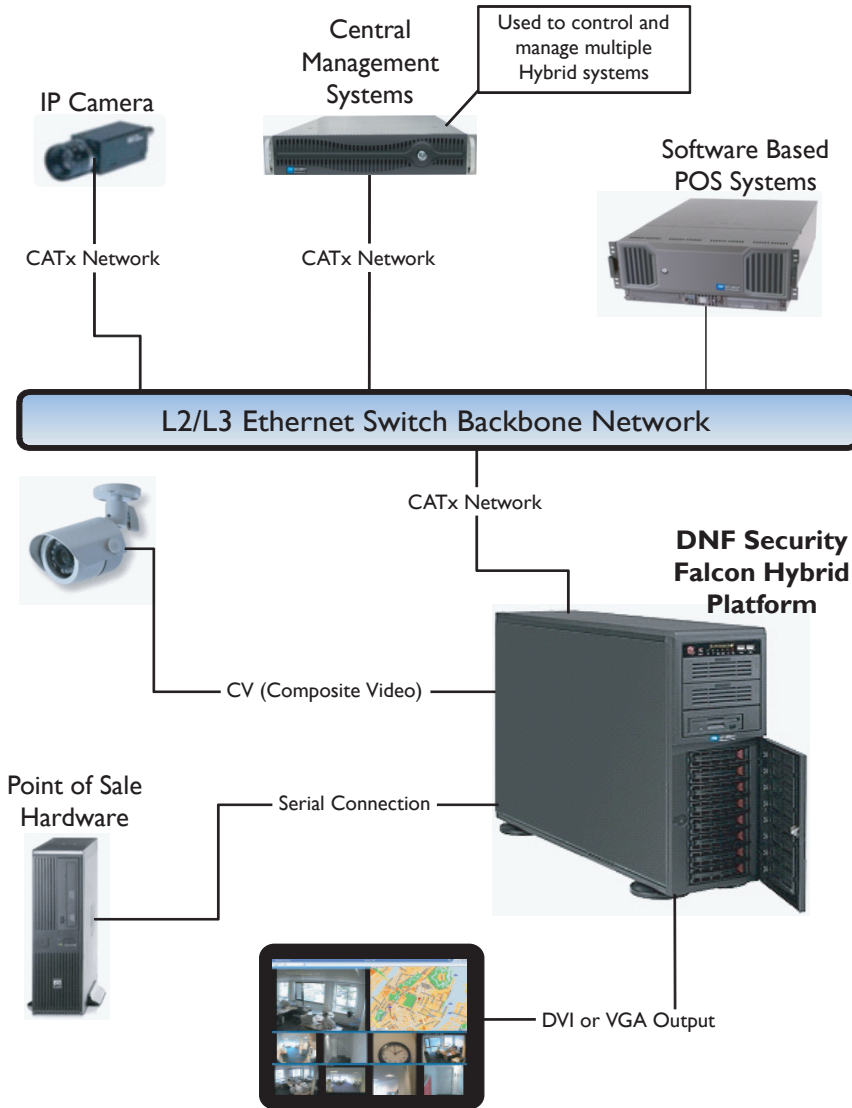 Central
Management
Systems
Used to control and
manage multiple
Hybrid systems
IP Camera
Software Based
POS Systems
CATx Network
CATx Network
L2/L3 Ethernet Switch Backbone Network
CATx Network
DNF Security
Falcon Hybrid
Platform
CV (Composite Video)
Point of Sale
Hardware
Serial Connection
DVI or VGA Output